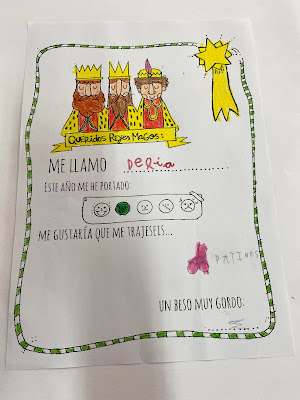 QUERIDOS REYES MAGOS:
ME LLAMO Deria
ESTE AÑO ME HE PORTADO:
ME GUSTARÍA QUE ME TRAJESEIS...
PATINES
UN BESO MUY GORDO: